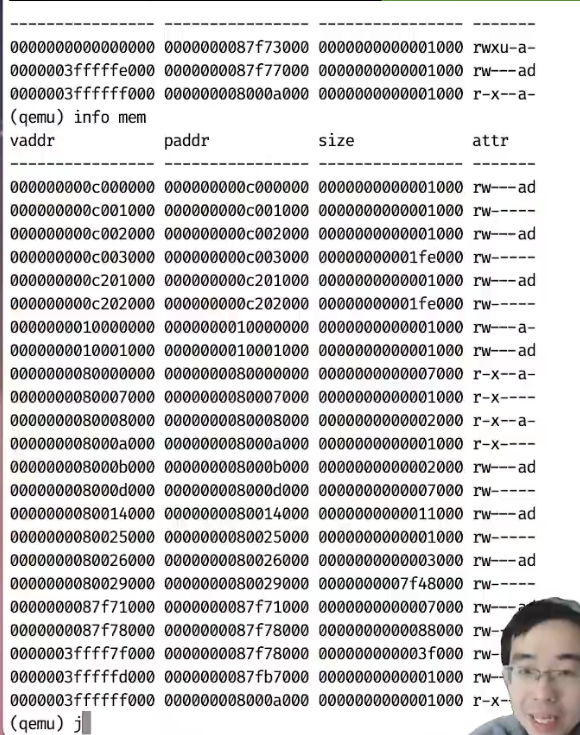 ---------------- ---------------- ---------------- -------
0000000000000000 0000000087f73000 0000000000001000 rwxu-a-
0000003fffffe000 0000000087f77000 0000000000001000 rw---ad
0000003ffffff000 000000008000a000 0000000000001000 r-x--a-
(qemu) info mem
vaddr paddr size attr
---------------- ---------------- ---------------- -------
000000000c000000 000000000c000000 0000000000001000 rw---ad
000000000c001000 000000000c001000 0000000000001000 rw-----
000000000c002000 000000000c002000 0000000000001000 rw---ad
000000000c003000 000000000c003000 00000000001fe000 rw-----
000000000c201000 000000000c201000 0000000000001000 rw---ad
000000000c202000 000000000c202000 00000000001fe000 rw-----
0000000010000000 0000000010000000 0000000000001000 rw---a-
0000000010001000 0000000010001000 0000000000001000 rw---ad
0000000080000000 0000000080000000 0000000000007000 r-x--a-
0000000080007000 0000000080007000 0000000000001000 r-x----
0000000080008000 0000000080008000 0000000000002000 r-x--a-
000000008000a000 000000008000a000 0000000000001000 r-x----
000000008000b000 000000008000b000 0000000000002000 rw---ad
000000008000d000 000000008000d000 0000000000007000 rw-----
0000000080014000 0000000080014000 0000000000011000 rw---ad
0000000080025000 0000000080025000 0000000000001000 rw-----
0000000080026000 0000000080026000 0000000000003000 rw---ad
0000000080029000 0000000080029000 0000000007f48000 rw-----
0000000087f71000 0000000087f71000 0000000000007000 rw---ad
0000000087f78000 0000000087f78000 0000000000088000 rw--
0000003ffff7f000 0000000087f78000 000000000003f000 rw-
0000003fffffd000 0000000087fb7000 0000000000001000 rw--
0000003ffffff000 000000008000a000 0000000000001000 r-x
(qemu) j